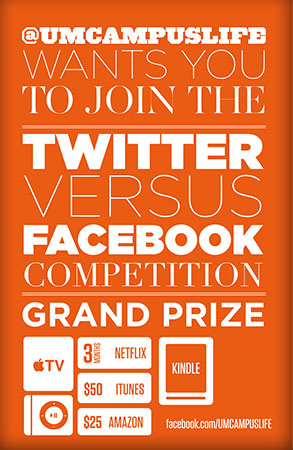 @UMCAMPUSLIFE
WANTS YOU
TO JOIN THE
TWITTER
VERSUS
FACEBOOK
COMPETITION
GRAND PRIZE
TV
3 MONTHS NETFLIX
$50 ITUNES
$25 AMAZON
KINDLE
facebook.com/UMCAMPUSLIFE